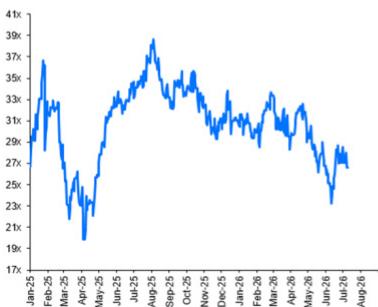 41x
39x
37x
35x
33x
31x
29x
27x
25x
23x
21x
19x
17x
Jan-25
Feb-25
Mar-25
Apr-25
May-25
Jun-25
Jul-25
Aug-25
Sep-25
Oct-25
Nov-25
Dec-25
Jan-26
Feb-26
Mar-26
Apr-26
May-26
Jun-26
Jul-26
Aug-26